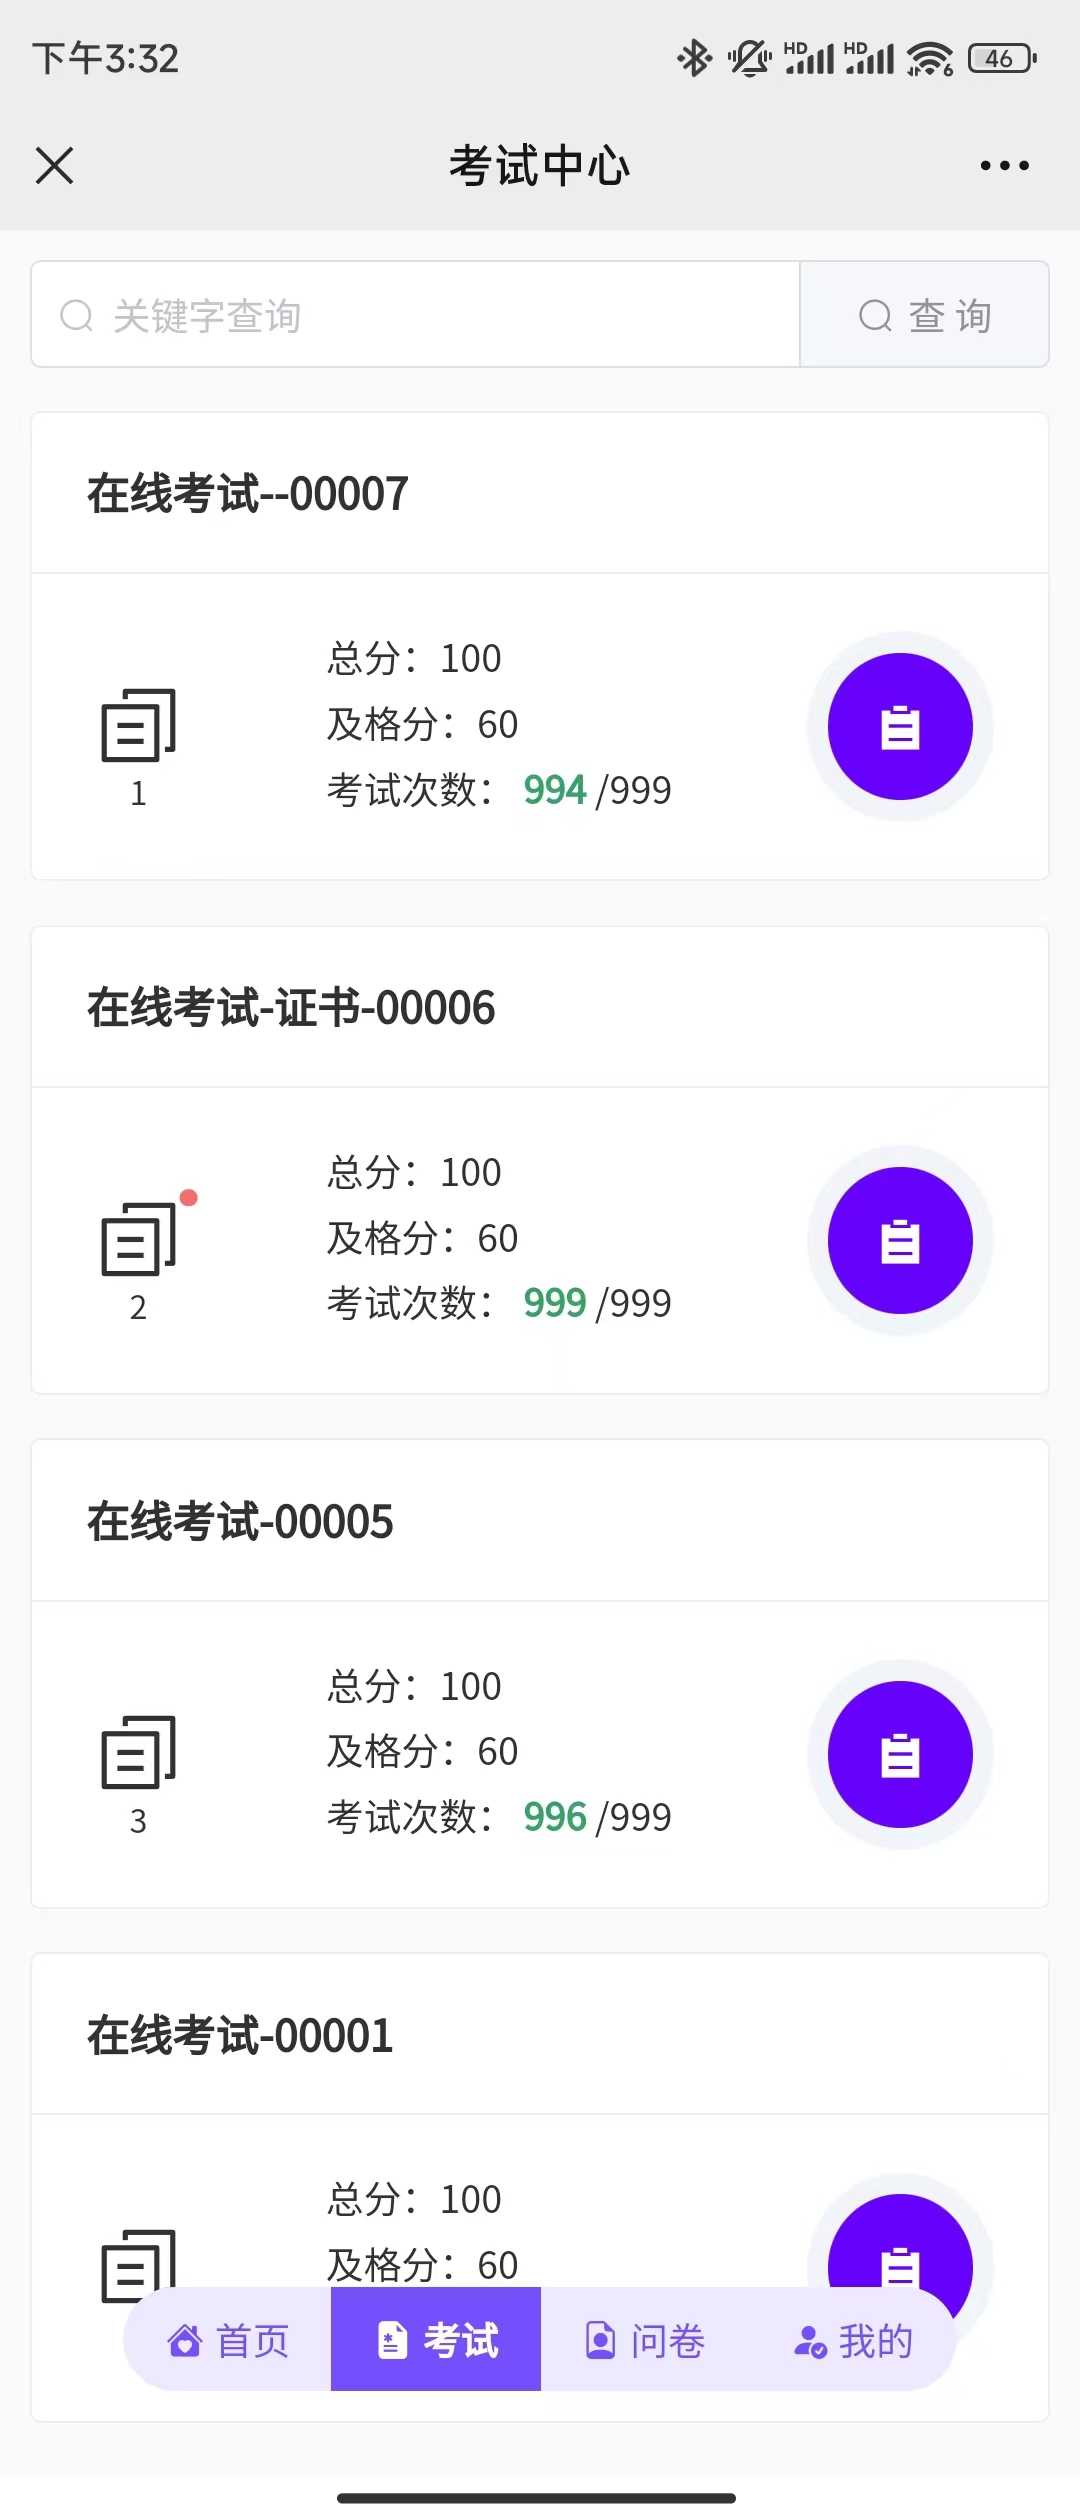 下午3:32
HD HD 6 46
考试中心
关键字查询 查 询
在线考试--00007
总分：100
及格分：60
考试次数： 994 /999
1
在线考试-证书-00006
总分：100
及格分：60
考试次数： 999 /999
2
在线考试-00005
总分：100
及格分：60
考试次数： 996 /999
3
在线考试-00001
总分：100
及格分：60
首页 考试 问卷 我的